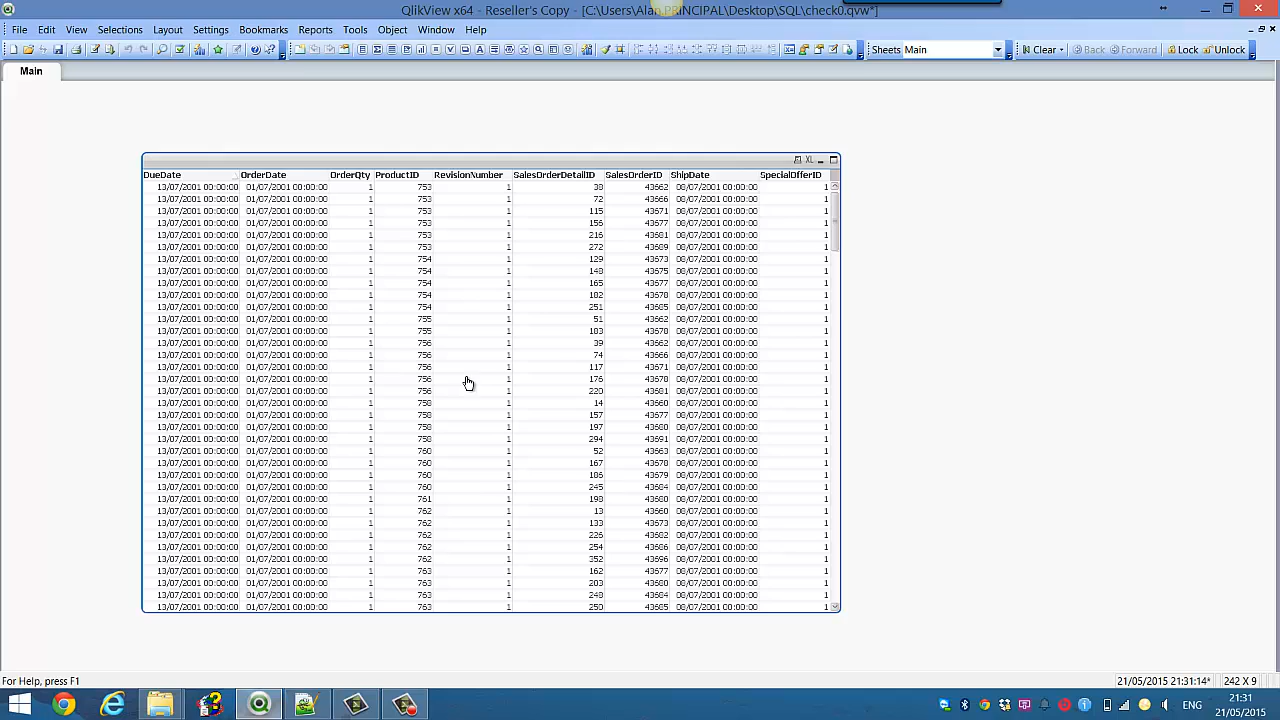 QlikView x64 - Reseller's Copy - [C:\Users\Alan.PRINCIPAL\Desktop\SQL\check0.qvw*]
File Edit View Selections Layout Settings Bookmarks Reports Tools Object Window Help
Sheets Main Clear Back Forward Lock Unlock
Main
XL
DueDate OrderDate OrderQty ProductID RevisionNumber SalesOrderDetailID SalesOrderID ShipDate SpecialOfferID
13/07/2001 00:00:00 01/07/2001 00:00:00 1 753 1 38 43662 08/07/2001 00:00:00 1
13/07/2001 00:00:00 01/07/2001 00:00:00 1 753 1 72 43666 08/07/2001 00:00:00 1
13/07/2001 00:00:00 01/07/2001 00:00:00 1 753 1 115 43671 08/07/2001 00:00:00 1
13/07/2001 00:00:00 01/07/2001 00:00:00 1 753 1 156 43677 08/07/2001 00:00:00 1
13/07/2001 00:00:00 01/07/2001 00:00:00 1 753 1 216 43681 08/07/2001 00:00:00 1
13/07/2001 00:00:00 01/07/2001 00:00:00 1 753 1 272 43689 08/07/2001 00:00:00 1
13/07/2001 00:00:00 01/07/2001 00:00:00 1 754 1 129 43673 08/07/2001 00:00:00 1
13/07/2001 00:00:00 01/07/2001 00:00:00 1 754 1 148 43675 08/07/2001 00:00:00 1
13/07/2001 00:00:00 01/07/2001 00:00:00 1 754 1 165 43677 08/07/2001 00:00:00 1
13/07/2001 00:00:00 01/07/2001 00:00:00 1 754 1 182 43678 08/07/2001 00:00:00 1
13/07/2001 00:00:00 01/07/2001 00:00:00 1 754 1 251 43685 08/07/2001 00:00:00 1
13/07/2001 00:00:00 01/07/2001 00:00:00 1 755 1 51 43662 08/07/2001 00:00:00 1
13/07/2001 00:00:00 01/07/2001 00:00:00 1 755 1 183 43678 08/07/2001 00:00:00 1
13/07/2001 00:00:00 01/07/2001 00:00:00 1 756 1 39 43662 08/07/2001 00:00:00 1
13/07/2001 00:00:00 01/07/2001 00:00:00 1 756 1 74 43666 08/07/2001 00:00:00 1
13/07/2001 00:00:00 01/07/2001 00:00:00 1 756 1 117 43671 08/07/2001 00:00:00 1
13/07/2001 00:00:00 01/07/2001 00:00:00 1 756 1 176 43678 08/07/2001 00:00:00 1
13/07/2001 00:00:00 01/07/2001 00:00:00 1 756 1 220 43681 08/07/2001 00:00:00 1
13/07/2001 00:00:00 01/07/2001 00:00:00 1 758 1 14 43660 08/07/2001 00:00:00 1
13/07/2001 00:00:00 01/07/2001 00:00:00 1 758 1 157 43677 08/07/2001 00:00:00 1
13/07/2001 00:00:00 01/07/2001 00:00:00 1 758 1 197 43680 08/07/2001 00:00:00 1
13/07/2001 00:00:00 01/07/2001 00:00:00 1 758 1 294 43691 08/07/2001 00:00:00 1
13/07/2001 00:00:00 01/07/2001 00:00:00 1 760 1 52 43663 08/07/2001 00:00:00 1
13/07/2001 00:00:00 01/07/2001 00:00:00 1 760 1 167 43678 08/07/2001 00:00:00 1
13/07/2001 00:00:00 01/07/2001 00:00:00 1 760 1 186 43679 08/07/2001 00:00:00 1
13/07/2001 00:00:00 01/07/2001 00:00:00 1 760 1 245 43684 08/07/2001 00:00:00 1
13/07/2001 00:00:00 01/07/2001 00:00:00 1 761 1 198 43680 08/07/2001 00:00:00 1
13/07/2001 00:00:00 01/07/2001 00:00:00 1 762 1 13 43660 08/07/2001 00:00:00 1
13/07/2001 00:00:00 01/07/2001 00:00:00 1 762 1 133 43673 08/07/2001 00:00:00 1
13/07/2001 00:00:00 01/07/2001 00:00:00 1 762 1 226 43682 08/07/2001 00:00:00 1
13/07/2001 00:00:00 01/07/2001 00:00:00 1 762 1 254 43686 08/07/2001 00:00:00 1
13/07/2001 00:00:00 01/07/2001 00:00:00 1 762 1 352 43696 08/07/2001 00:00:00 1
13/07/2001 00:00:00 01/07/2001 00:00:00 1 763 1 162 43677 08/07/2001 00:00:00 1
13/07/2001 00:00:00 01/07/2001 00:00:00 1 763 1 203 43680 08/07/2001 00:00:00 1
13/07/2001 00:00:00 01/07/2001 00:00:00 1 763 1 248 43684 08/07/2001 00:00:00 1
13/07/2001 00:00:00 01/07/2001 00:00:00 1 763 1 250 43685 08/07/2001 00:00:00 1
For Help, press F1 21/05/2015 21:31:14* 242 X 9
ENG 21:31
21/05/2015